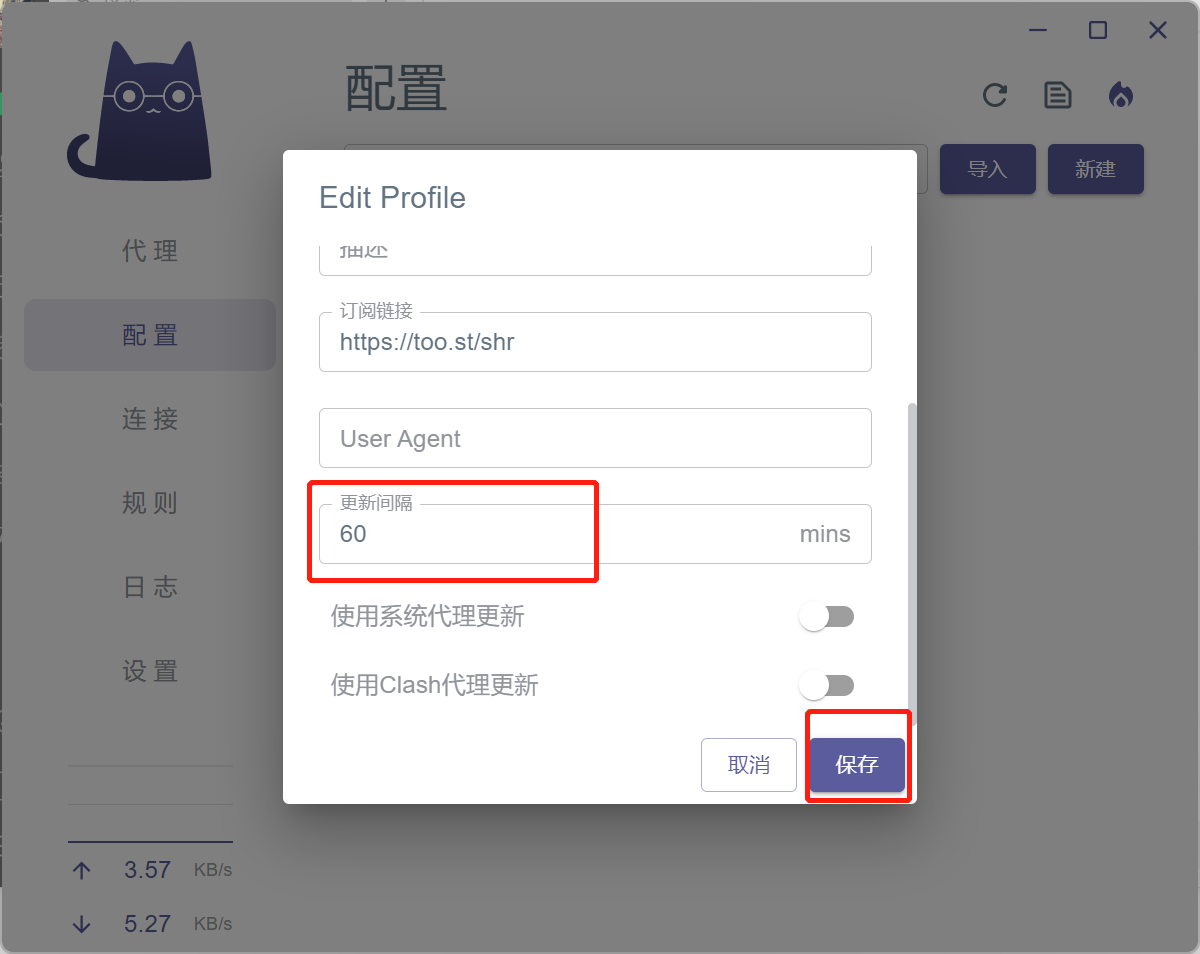 配置
导入
新建
代理
配置
连接
规则
日志
设置
3.57 KB/s
5.27 KB/s
Edit Profile
描述
订阅链接
https://too.st/shr
User Agent
更新间隔
60 mins
使用系统代理更新
使用Clash代理更新
取消
保存